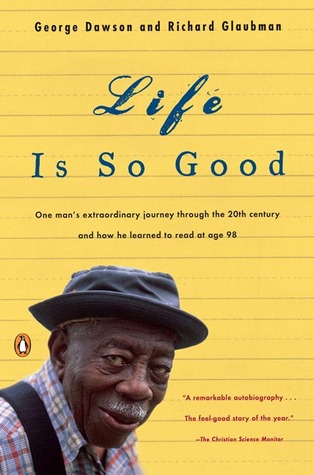 George Dawson and Richard Glaubman
Life
Is So Good
One man's extraordinary journey through the 20th century
and how he learned to read at age 98
"A remarkable autobiography . . .
The feel-good story of the year."
—The Christian Science Monitor